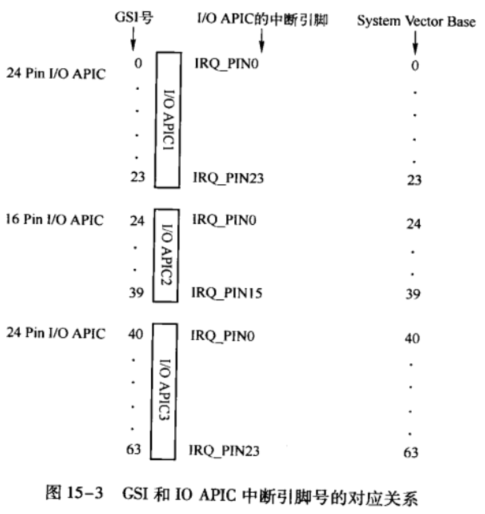 GSI号 I/O APIC的中断引脚 System Vector Base
24 Pin I/O APIC 0 IRQ_PIN0 0
I/O APIC1
23 IRQ_PIN23 23
16 Pin I/O APIC 24 IRQ_PIN0 24
I/O APIC2
39 IRQ_PIN15 39
24 Pin I/O APIC 40 IRQ_PIN0 40
I/O APIC3
63 IRQ_PIN23 63
图 15-3 GSI 和 IO APIC 中断引脚号的对应关系